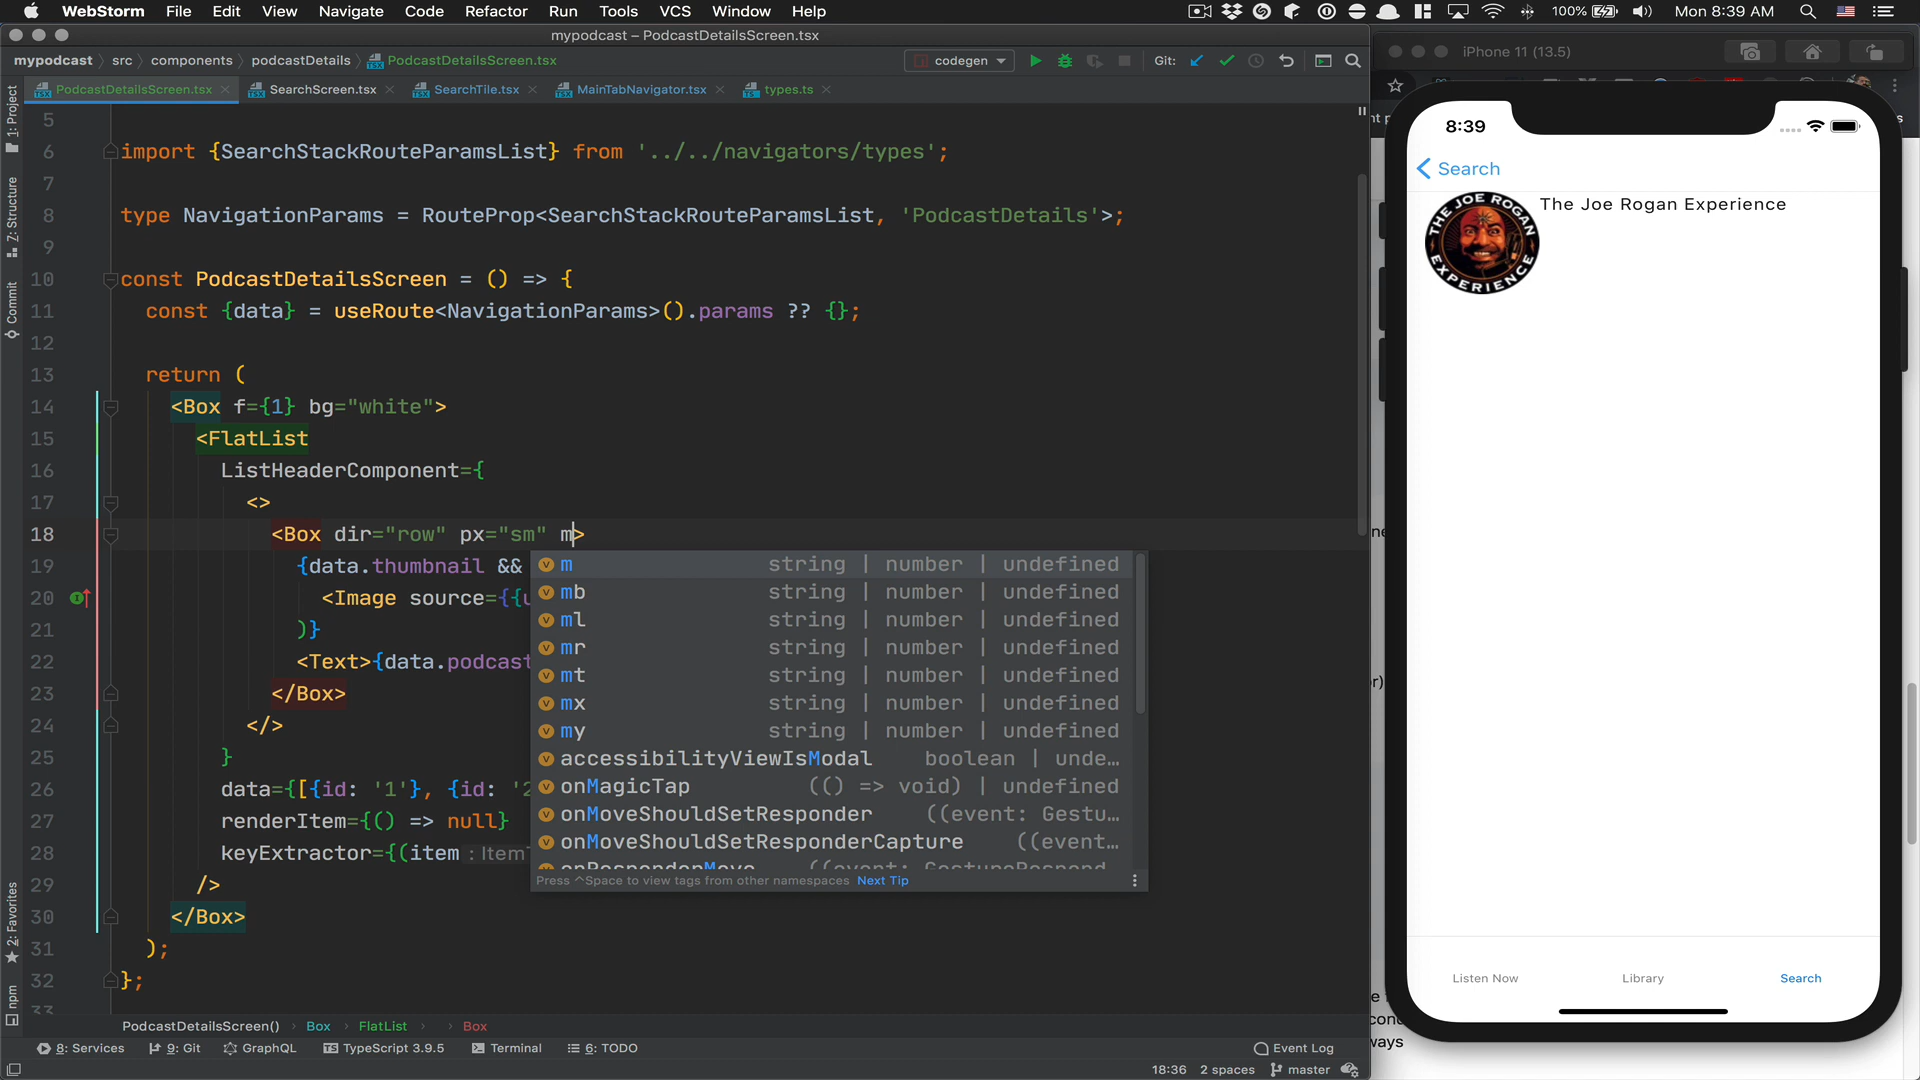 WebStorm File Edit View Navigate Code Refactor Run Tools VCS Window Help
100% Mon 8:39 AM
mypodcast – PodcastDetailsScreen.tsx
mypodcast src components podcastDetails PodcastDetailsScreen.tsx codegen Git:
PodcastDetailsScreen.tsx SearchScreen.tsx SearchTile.tsx MainTabNavigator.tsx types.ts
1: Project
7: Structure
Commit
2: Favorites
npm
5
6 import {SearchStackRouteParamsList} from '../../navigators/types';
7
8 type NavigationParams = RouteProp<SearchStackRouteParamsList, 'PodcastDetails'>;
9
10 const PodcastDetailsScreen = () => {
11 const {data} = useRoute<NavigationParams>().params ?? {};
12
13 return (
14 <Box f={1} bg="white">
15 <FlatList
16 ListHeaderComponent={
17 <>
18 <Box dir="row" px="sm" m>
19 {data.thumbnail &&
20 <Image source={{u
21 )}
22 <Text>{data.podcast
23 </Box>
24 </>
25 }
26 data={[{id: '1'}, {id: '2
27 renderItem={() => null}
28 keyExtractor={(item : Item
29 />
30 </Box>
31 );
32 };
33
m string | number | undefined
mb string | number | undefined
ml string | number | undefined
mr string | number | undefined
mt string | number | undefined
mx string | number | undefined
my string | number | undefined
accessibilityViewIsModal boolean | unde…
onMagicTap (() => void) | undefined
onMoveShouldSetResponder ((event: Gestu…
onMoveShouldSetResponderCapture ((event…
onResponderMove ((event: GestureRespond…
Press ^Space to view tags from other namespaces Next Tip
PodcastDetailsScreen() Box FlatList Box
8: Services 9: Git GraphQL TypeScript 3.9.5 Terminal 6: TODO Event Log
18:36 2 spaces master
iPhone 11 (13.5)
8:39
Search
THE JOE ROGAN EXPERIENCE
The Joe Rogan Experience
Listen Now Library Search